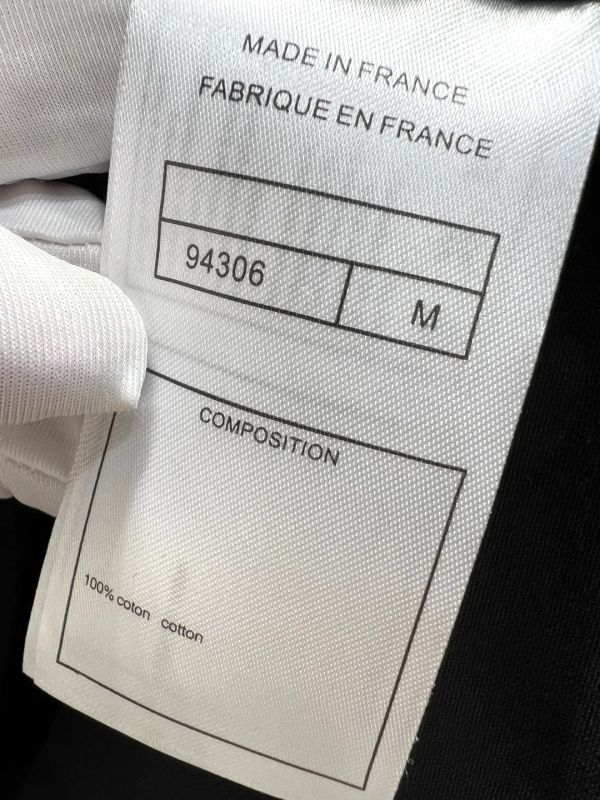 MADE IN FRANCE
FABRIQUE EN FRANCE
94306 M
COMPOSITION
100% coton cotton